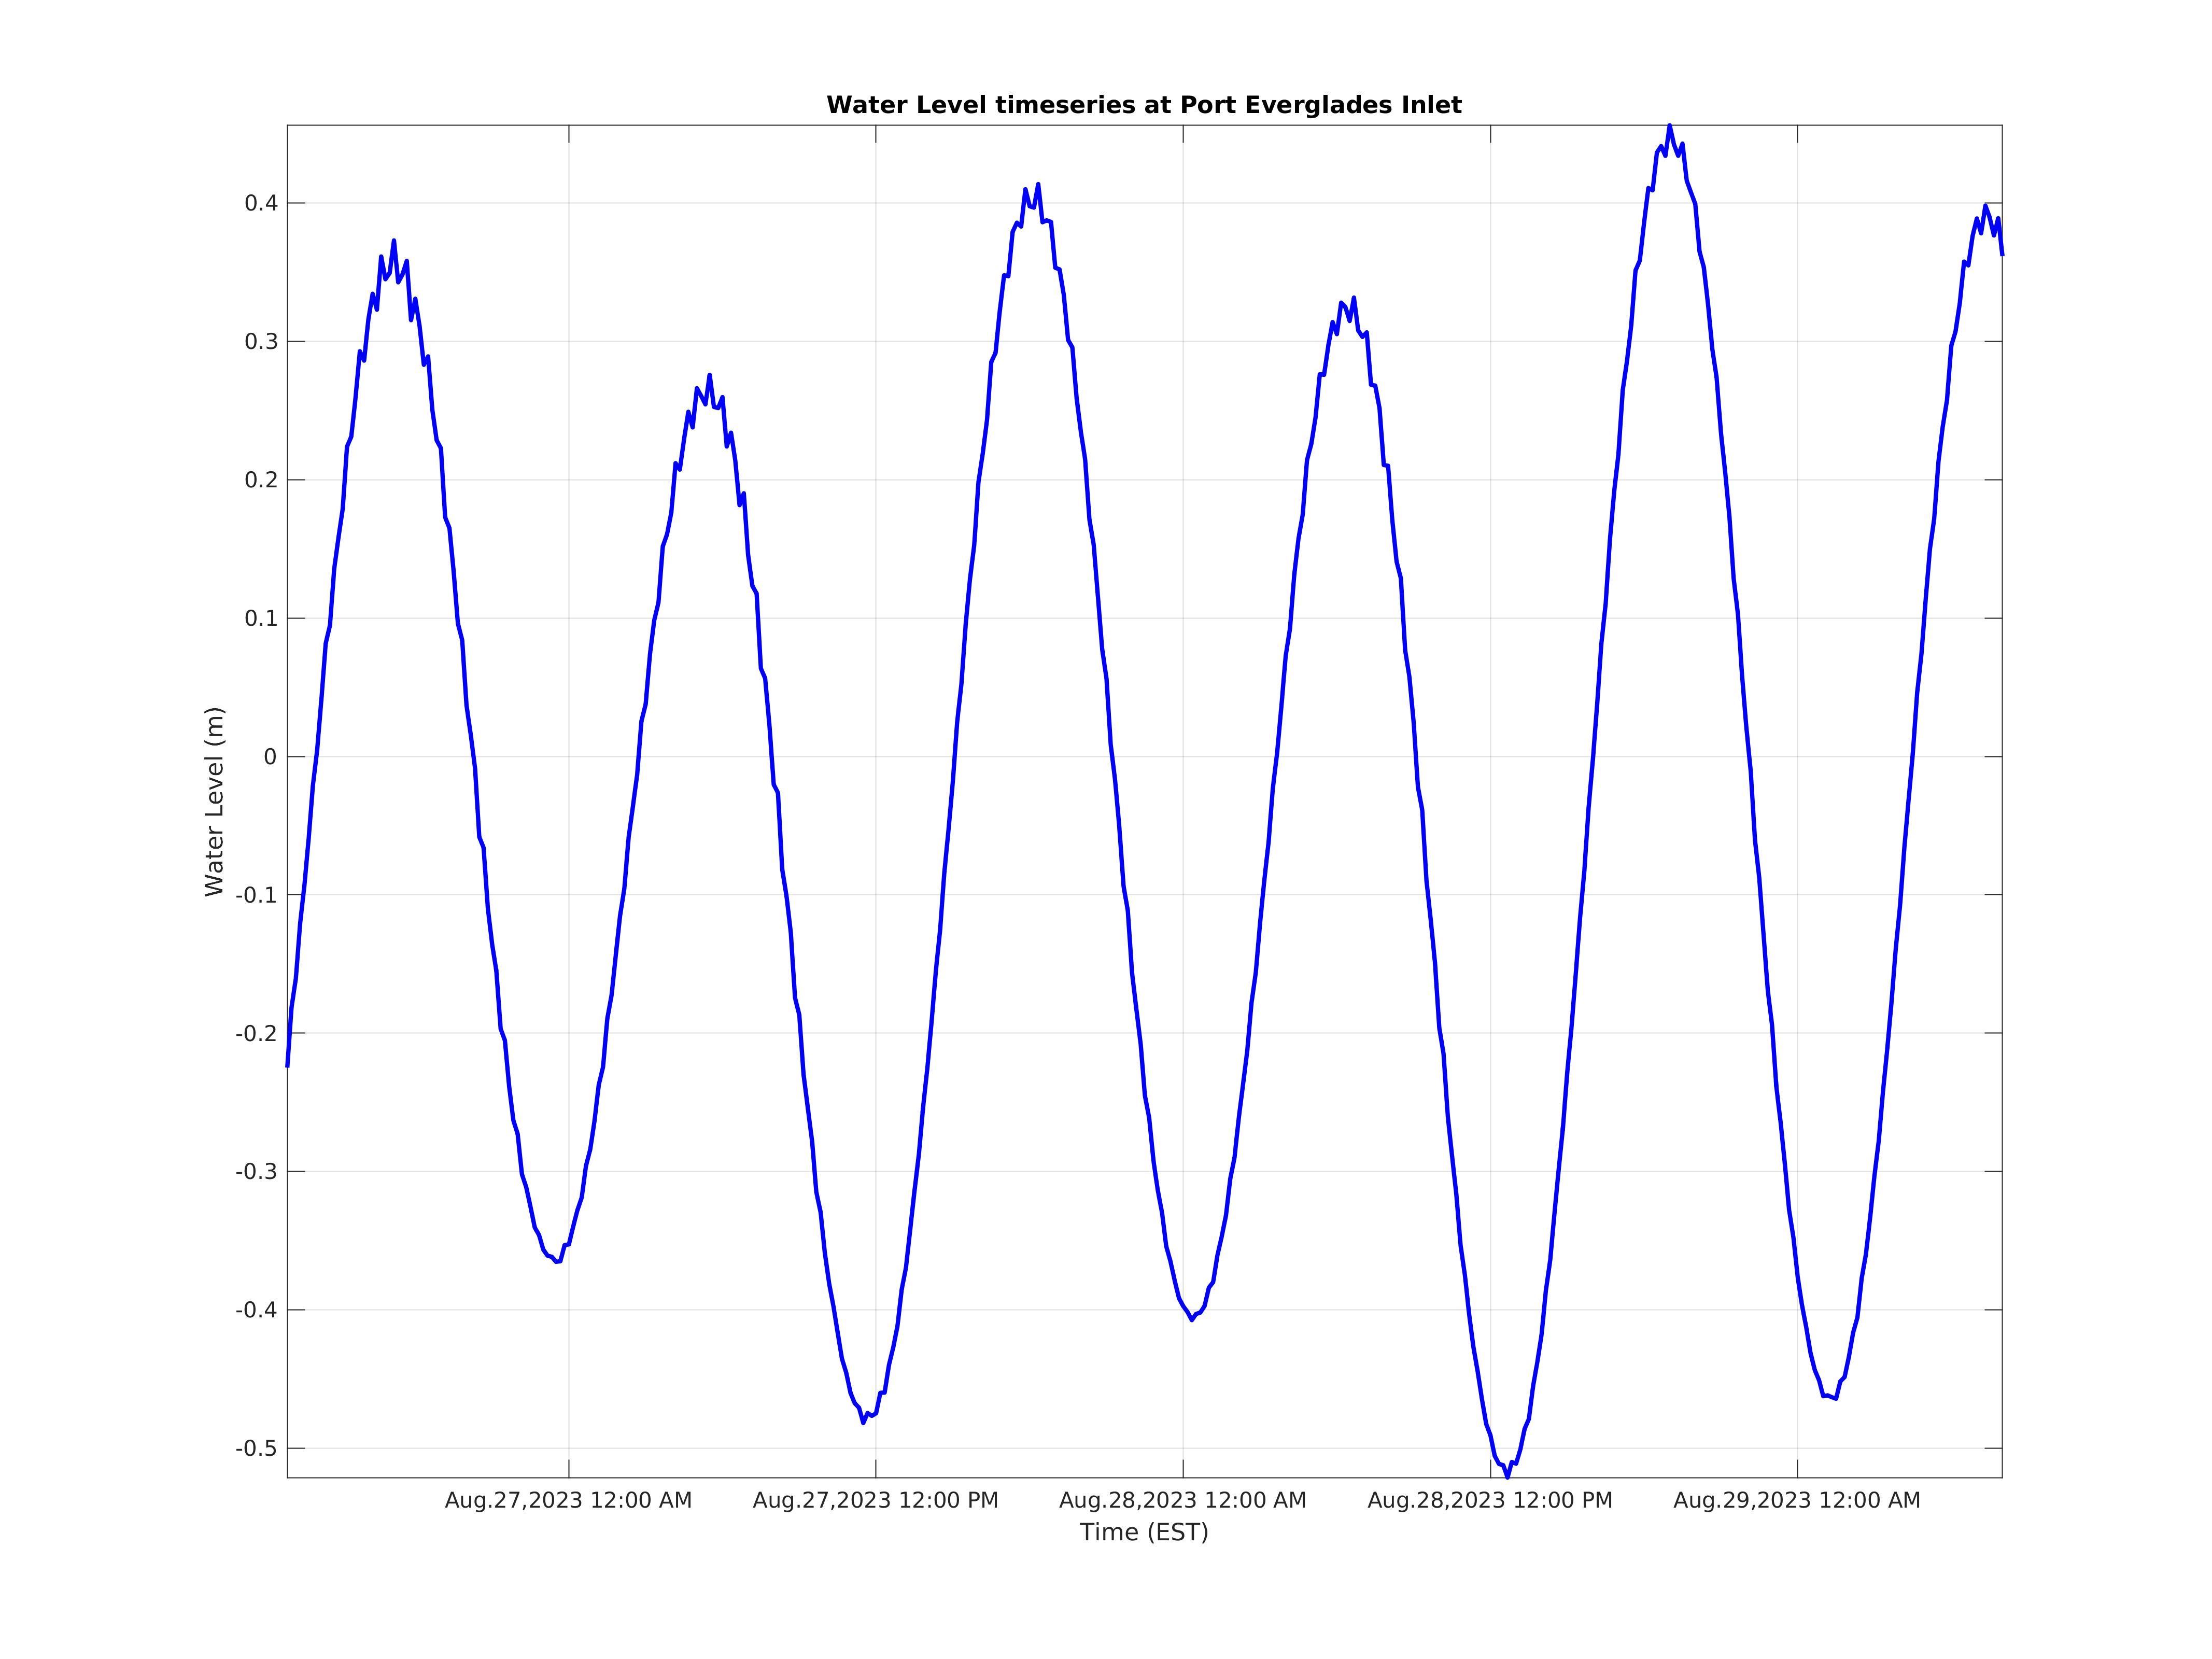 Water Level timeseries at Port Everglades Inlet
0.4
0.3
0.2
0.1
0
-0.1
-0.2
-0.3
-0.4
-0.5
Water Level (m)
Aug.27,2023 12:00 AM
Aug.27,2023 12:00 PM
Aug.28,2023 12:00 AM
Aug.28,2023 12:00 PM
Aug.29,2023 12:00 AM
Time (EST)